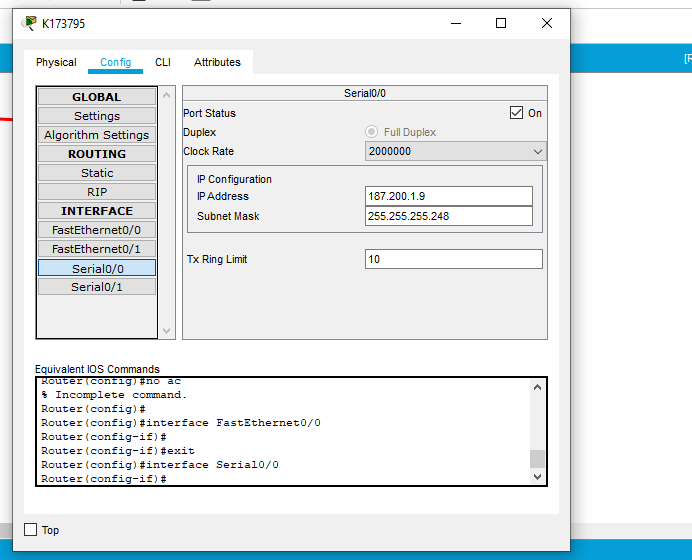 K173795
[R
Physical Config CLI Attributes
GLOBAL
Settings
Algorithm Settings
ROUTING
Static
RIP
INTERFACE
FastEthernet0/0
FastEthernet0/1
Serial0/0
Serial0/1
Serial0/0
Port Status On
Duplex Full Duplex
Clock Rate 2000000
IP Configuration
IP Address 187.200.1.9
Subnet Mask 255.255.255.248
Tx Ring Limit 10
Equivalent IOS Commands
Router(config)#no ac
% Incomplete command.
Router(config)#
Router(config)#interface FastEthernet0/0
Router(config-if)#
Router(config-if)#exit
Router(config)#interface Serial0/0
Router(config-if)#
Top